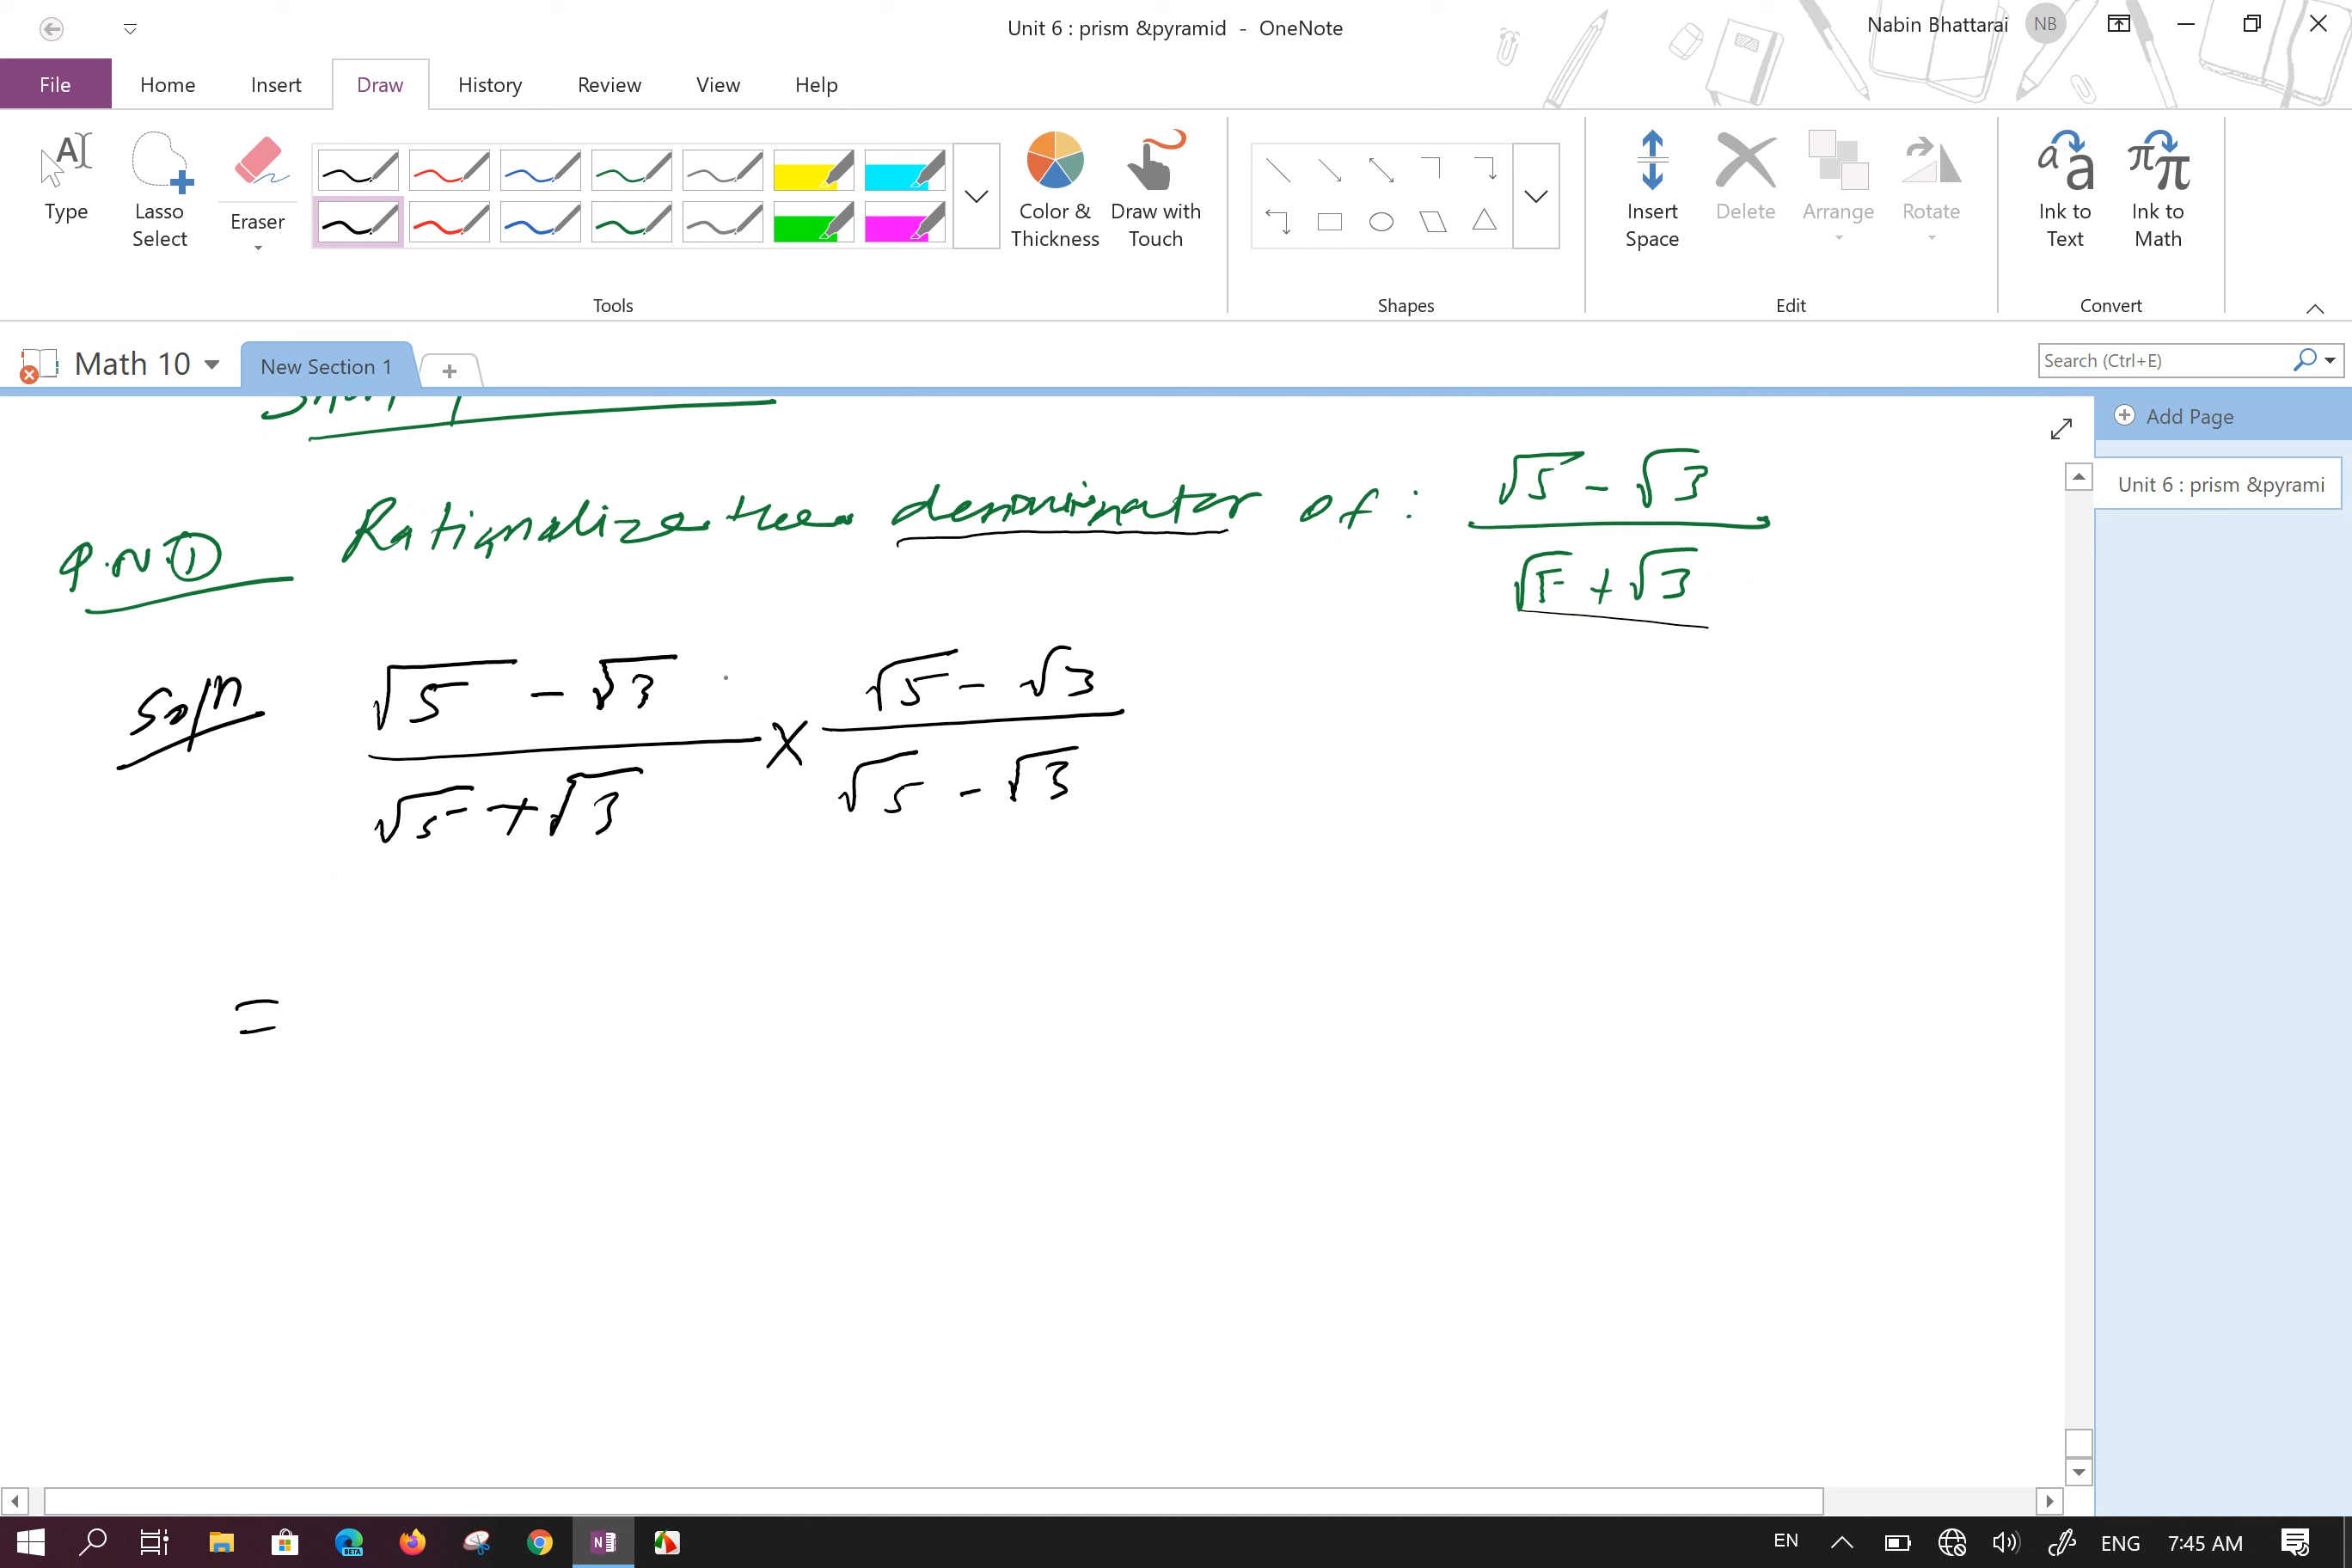 Unit 6 : prism &pyramid - OneNote
Nabin Bhattarai NB
File Home Insert Draw History Review View Help
Type
Lasso Select
Eraser
Color & Thickness
Draw with Touch
Insert Space
Delete
Arrange
Rotate
Ink to Text
Ink to Math
Tools
Shapes
Edit
Convert
Math 10
New Section 1
Search (Ctrl+E)
Add Page
Unit 6 : prism &pyrami
Q.N① Rationalize the denominator of :
√5 - √3
√5 + √3
Soln
√5 - √3 × √5 - √3
√5 + √3 √5 - √3
=
BETA
EN
ENG
7:45 AM